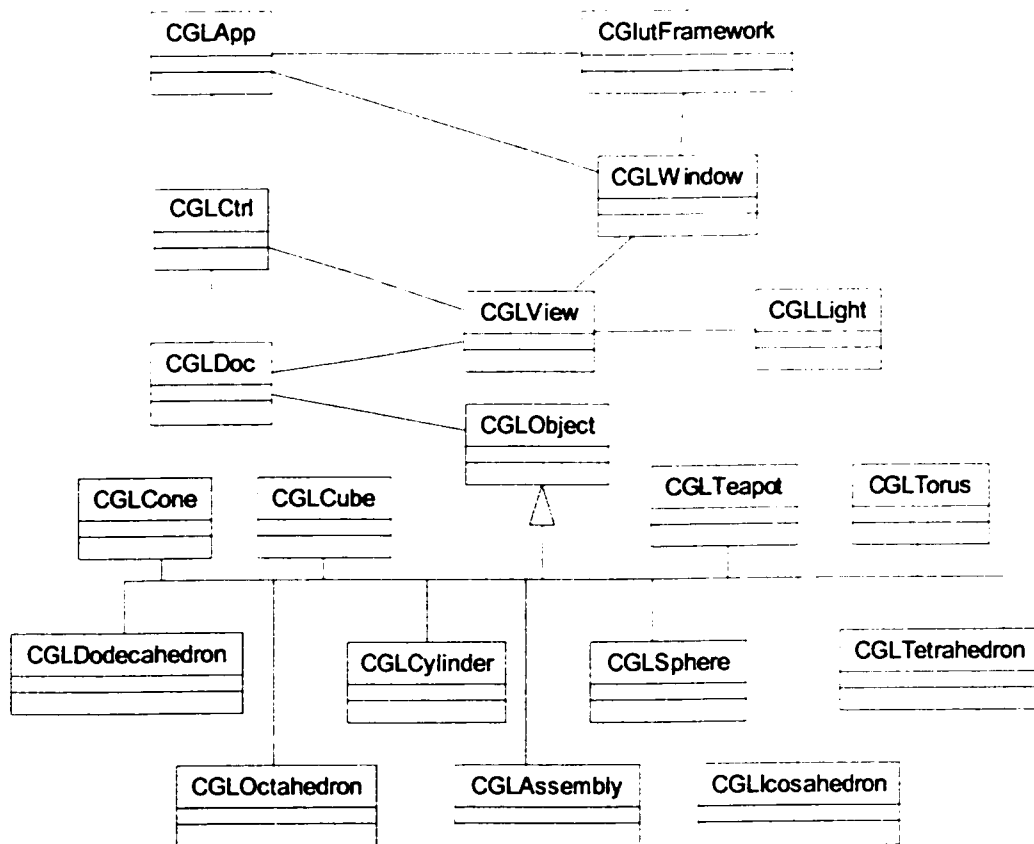 CGLApp
CGlutFramework
CGLWindow
CGLCtrl
CGLView
CGLLight
CGLDoc
CGLObject
CGLCone
CGLCube
CGLTeapot
CGLTorus
CGLDodecahedron
CGLCylinder
CGLSphere
CGLTetrahedron
CGLOctahedron
CGLAssembly
CGLIcosahedron